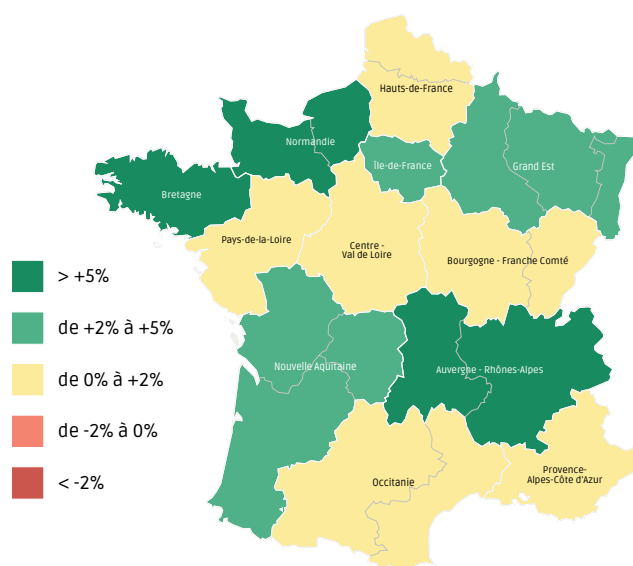 Hauts-de-France
Normandie
Île-de-France
Grand Est
Bretagne
Pays-de-la-Loire
Centre -
Val de Loire
Bourgogne - Franche Comté
> +5%
de +2% à +5%
de 0% à +2%
de -2% à 0%
< -2%
Nouvelle Aquitaine
Auvergne - Rhônes-Alpes
Occitanie
Provence-
Alpes-Côte d'Azur